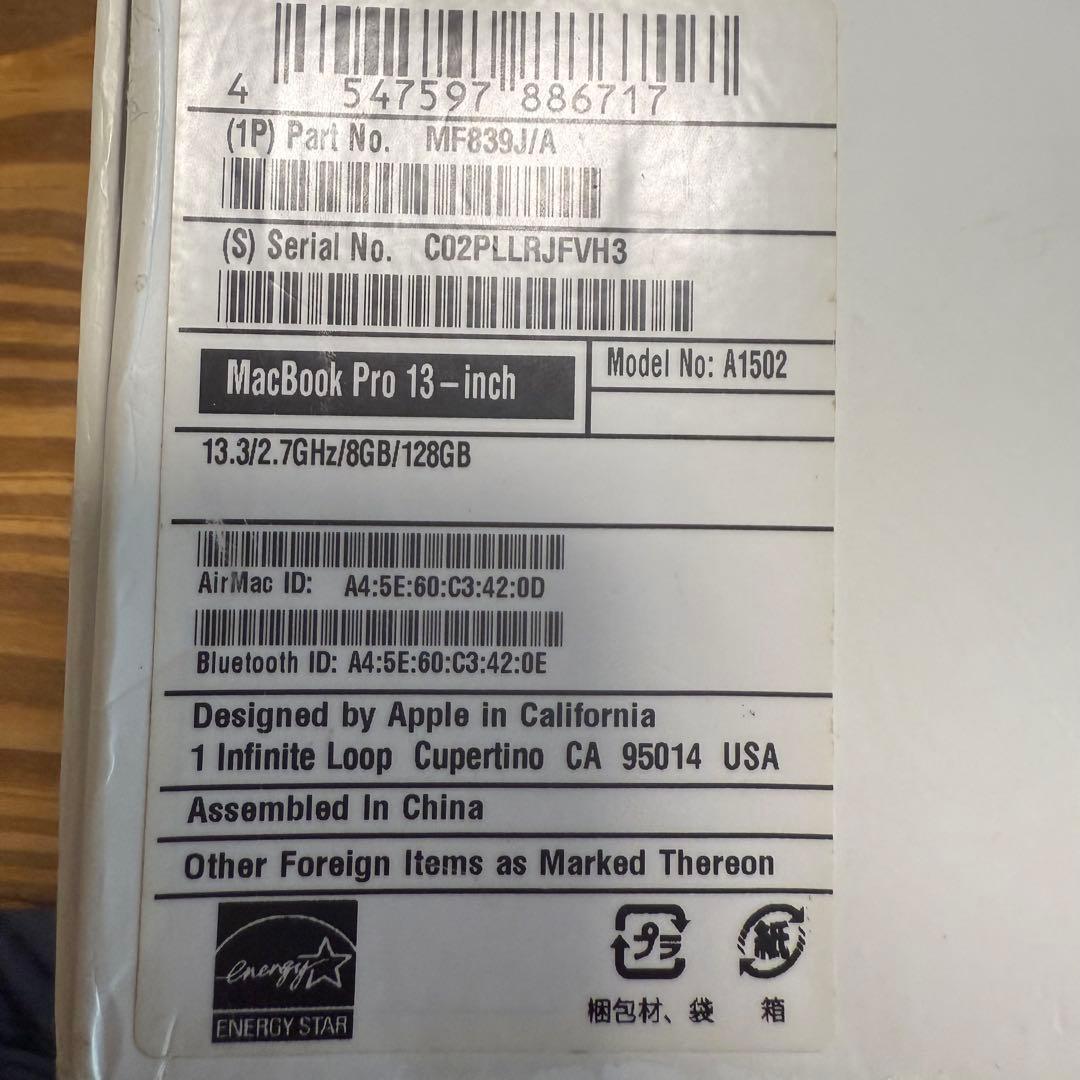 4 547597 886717
(1P) Part No. MF839J/A
(S) Serial No. C02PLLRJFVH3
MacBook Pro 13-inch
Model No: A1502
13.3/2.7GHz/8GB/128GB
AirMac ID: A4:5E:60:C3:42:0D
Bluetooth ID: A4:5E:60:C3:42:0E
Designed by Apple in California
1 Infinite Loop Cupertino CA 95014 USA
Assembled In China
Other Foreign Items as Marked Thereon
energy
ENERGY STAR
プラ
紙
梱包材、袋
箱